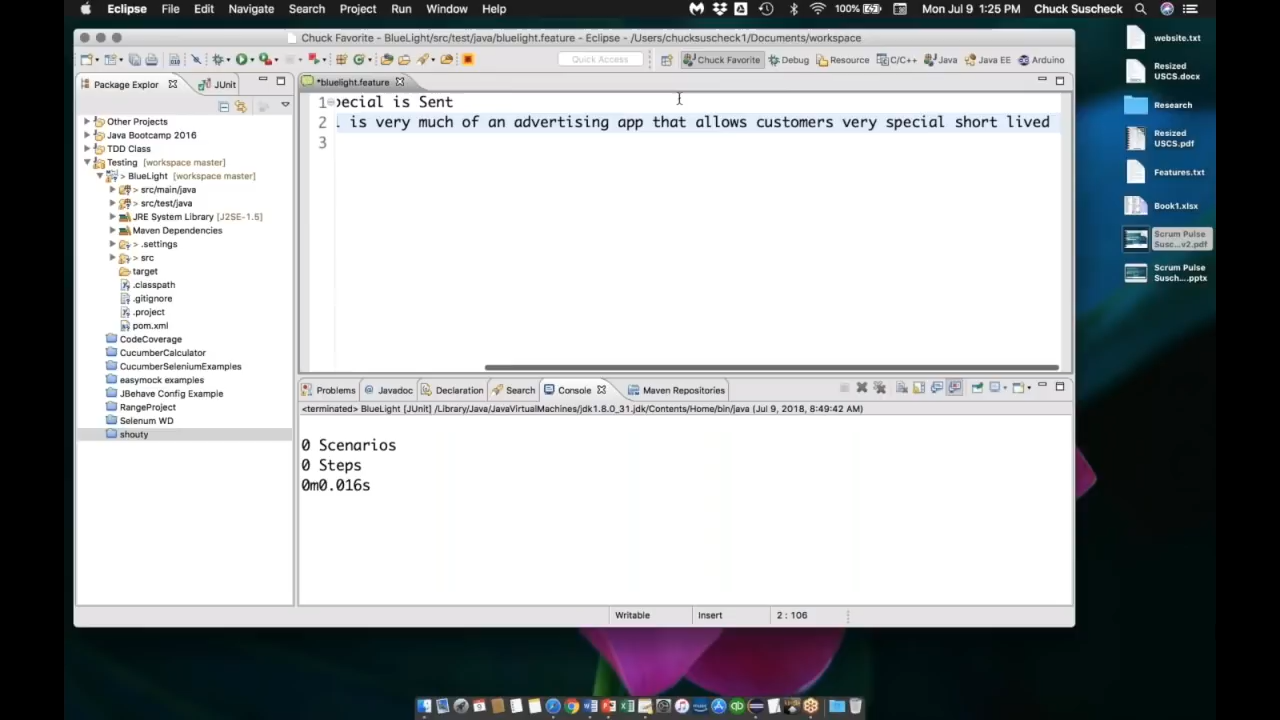 Eclipse File Edit Navigate Search Project Run Window Help 100% Mon Jul 9 1:25 PM Chuck Suscheck
Chuck Favorite - BlueLight/src/test/java/bluelight.feature - Eclipse - /Users/chucksuscheck1/Documents/workspace
Quick Access Chuck Favorite Debug Resource C/C++ Java Java EE Arduino
Package Explor JUnit
*bluelight.feature
Other Projects
Java Bootcamp 2016
TDD Class
Testing [workspace master]
> BlueLight [workspace master]
> src/main/java
> src/test/java
JRE System Library [J2SE-1.5]
Maven Dependencies
> .settings
> src
target
.classpath
.gitignore
.project
pom.xml
CodeCoverage
CucumberCalculator
CucumberSeleniumExamples
easymock examples
JBehave Config Example
RangeProject
Selenum WD
shouty
1 pecial is Sent
2 is very much of an advertising app that allows customers very special short lived
3
Problems Javadoc Declaration Search Console Maven Repositories
<terminated> BlueLight [JUnit] /Library/Java/JavaVirtualMachines/jdk1.8.0_31.jdk/Contents/Home/bin/java (Jul 9, 2018, 8:49:42 AM)
0 Scenarios
0 Steps
0m0.016s
Writable Insert 2 : 106
website.txt
Resized
USCS.docx
Research
Resized
USCS.pdf
Features.txt
Book1.xlsx
Scrum Pulse
Susc...v2.pdf
Scrum Pulse
Susch....pptx